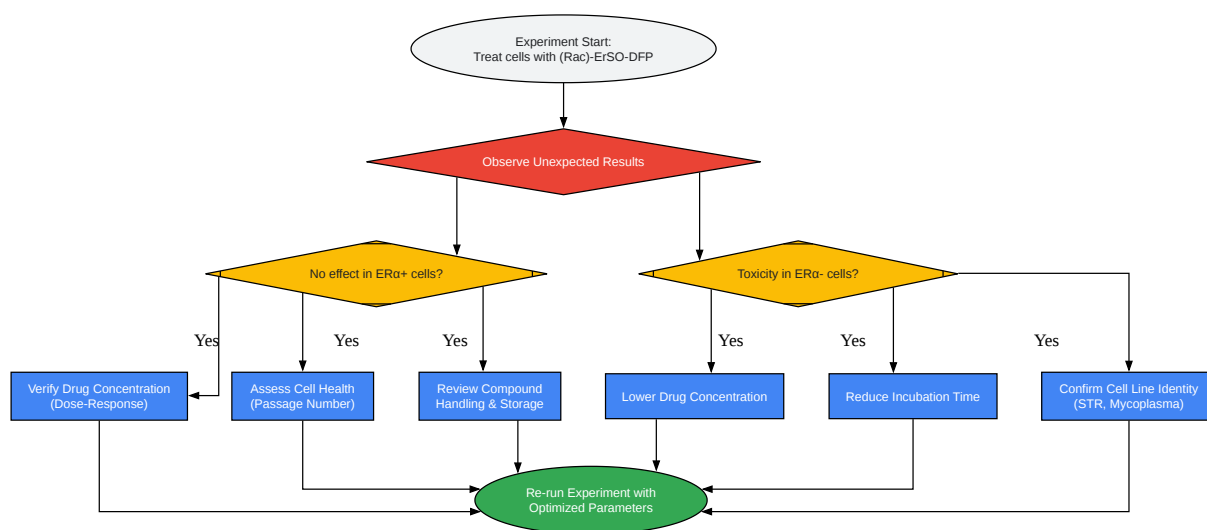 Experiment Start:
Treat cells with (Rac)-ErSO-DFP
Observe Unexpected Results
No effect in ERα+ cells?
Toxicity in ERα- cells?
Yes
Yes
Yes
Yes
Yes
Yes
Verify Drug Concentration
(Dose-Response)
Assess Cell Health
(Passage Number)
Review Compound
Handling & Storage
Lower Drug Concentration
Reduce Incubation Time
Confirm Cell Line Identity
(STR, Mycoplasma)
Re-run Experiment with
Optimized Parameters